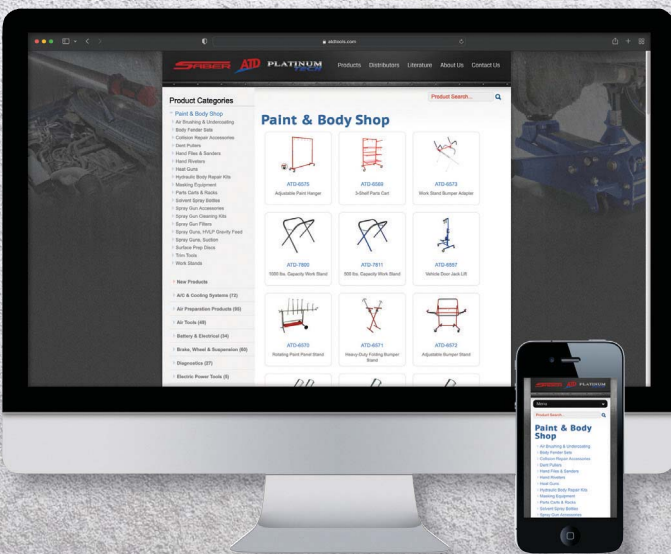 atdtools.com
SABER ATD PLATINUM TECH Products Distributors Literature About Us Contact Us
Product Search...
Product Categories
Paint & Body Shop
Air Brushing & Undercoating
Body Fender Sets
Collision Repair Accessories
Dent Pullers
Hand Files & Sanders
Hand Riveters
Heat Guns
Hydraulic Body Repair Kits
Masking Equipment
Parts Carts & Racks
Solvent Spray Bottles
Spray Gun Accessories
Spray Gun Cleaning Kits
Spray Gun Filters
Spray Guns, HVLP Gravity Feed
Spray Guns, Suction
Surface Prep Discs
Trim Tools
Work Stands
New Products
A/C & Cooling Systems (72)
Air Preparation Products (65)
Air Tools (49)
Battery & Electrical (34)
Brake, Wheel & Suspension (60)
Diagnostics (27)
Electric Power Tools (5)
Paint & Body Shop
ATD-6575 ATD-6589 ATD-6573
Adjustable Paint Hanger 3-Shelf Parts Cart Work Stand Bumper Adapter
ATD-7800 ATD-7811 ATD-6997
1000 lbs. Capacity Work Stand 500 lbs. Capacity Work Stand Vehicle Door Jack Lift
ATD-6570 ATD-6571 ATD-6572
Rotating Paint Panel Stand Heavy-Duty Folding Bumper Stand Adjustable Bumper Stand
SABER PLATINUM
Menu
Product Search...
Paint & Body
Shop
Air Brushing & Undercoating
Body Fender Sets
Collision Repair Accessories
Dent Pullers
Hand Files & Sanders
Hand Riveters
Heat Guns
Hydraulic Body Repair Kits
Masking Equipment
Parts Carts & Racks
Solvent Spray Bottles
Spray Gun Accessories